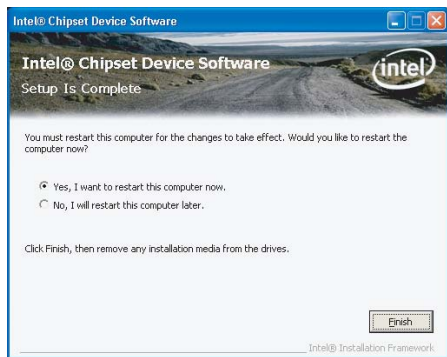 Intel® Chipset Device Software
Intel® Chipset Device Software
Setup Is Complete
intel
You must restart this computer for the changes to take effect. Would you like to restart the
computer now?
Yes, I want to restart this computer now.
No, I will restart this computer later.
Click Finish, then remove any installation media from the drives.
Finish
Intel® Installation Framework